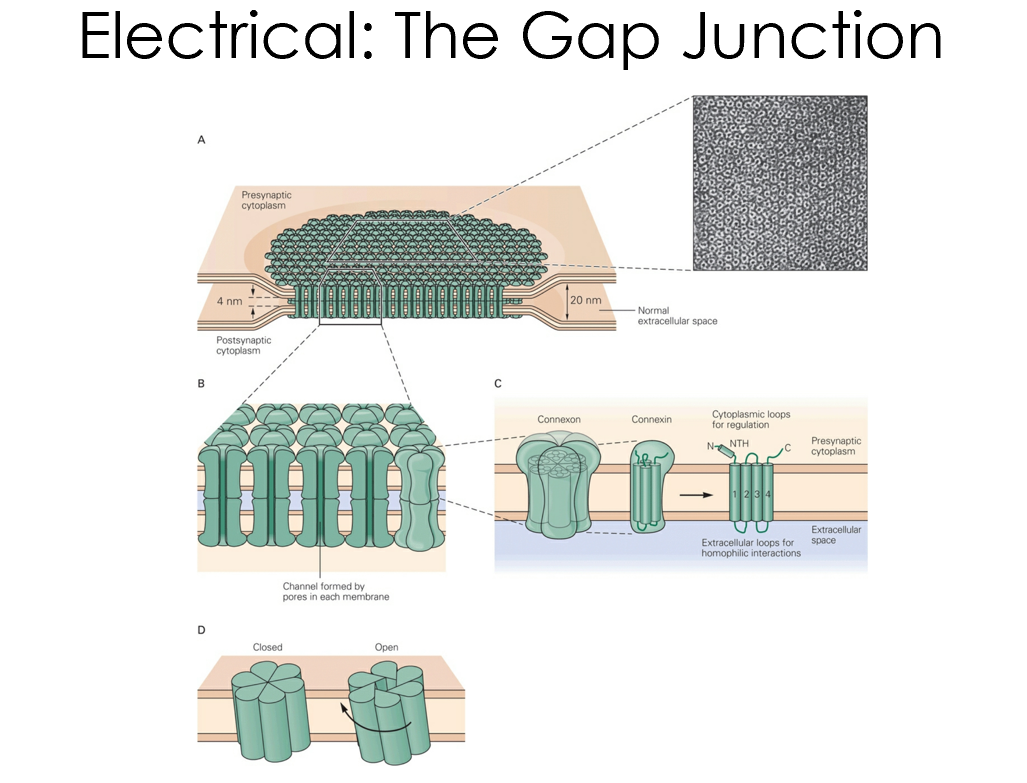 Electrical: The Gap Junction
A
Presynaptic
cytoplasm
4 nm
20 nm
Normal
extracellular space
Postsynaptic
cytoplasm
B
Channel formed by
pores in each membrane
C
Connexon
Connexin
Cytoplasmic loops
for regulation
N
NTH
C
Presynaptic
cytoplasm
1 2 3 4
Extracellular loops for
homophilic interactions
Extracellular
space
D
Closed
Open